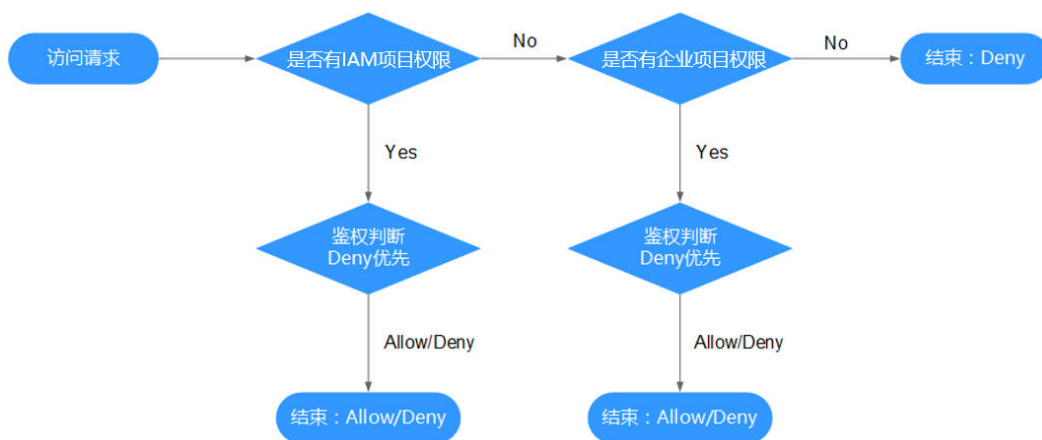 访问请求
是否有IAM项目权限
No
是否有企业项目权限
No
结束：Deny
Yes
Yes
鉴权判断
Deny优先
鉴权判断
Deny优先
Allow/Deny
Allow/Deny
结束：Allow/Deny
结束：Allow/Deny